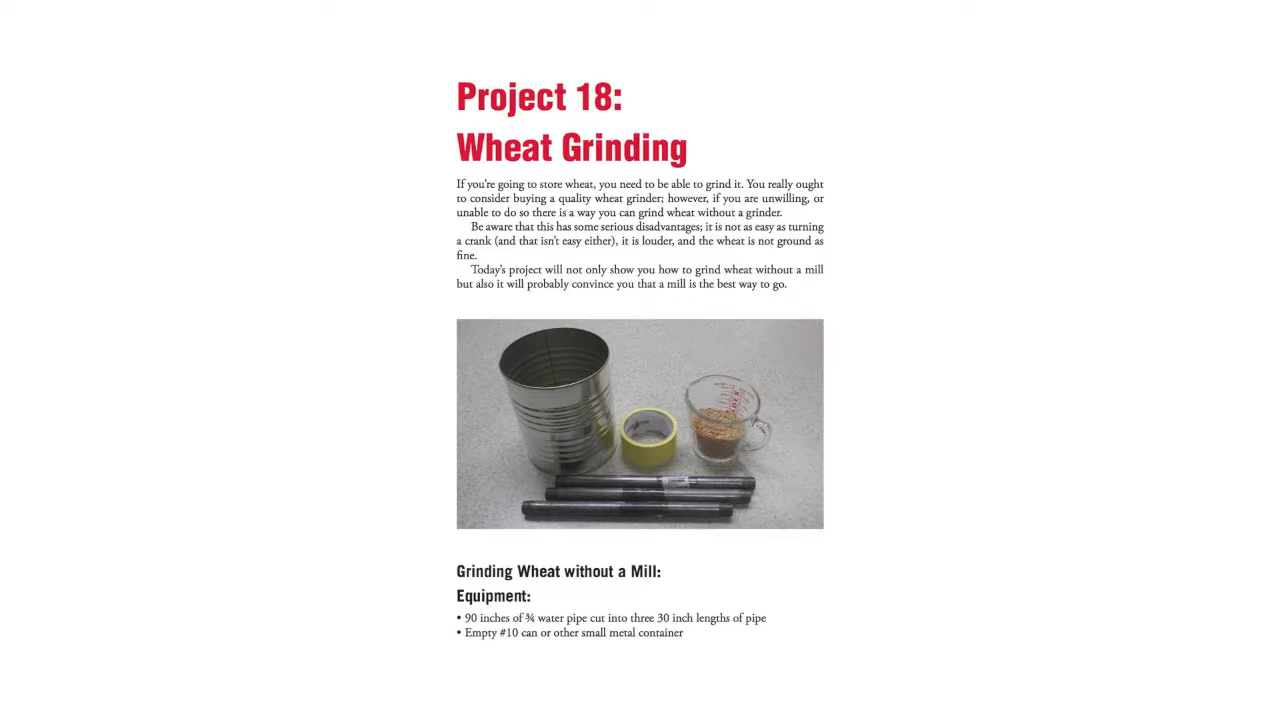 Project 18:
Wheat Grinding
If you’re going to store wheat, you need to be able to grind it. You really ought
to consider buying a quality wheat grinder; however, if you are unwilling, or
unable to do so there is a way you can grind wheat without a grinder.
Be aware that this has some serious disadvantages; it is not as easy as turning
a crank (and that isn’t easy either), it is louder, and the wheat is not ground as
fine.
Today’s project will not only show you how to grind wheat without a mill
but also it will probably convince you that a mill is the best way to go.
Grinding Wheat without a Mill:
Equipment:
• 90 inches of ¾ water pipe cut into three 30 inch lengths of pipe
• Empty #10 can or other small metal container